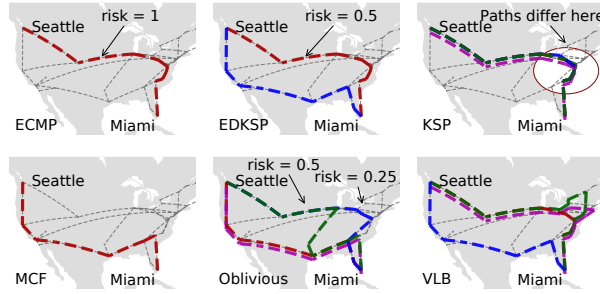 risk = 1
Seattle
Miami
ECMP
risk = 0.5
Seattle
Miami
EDKSP
Paths differ here
Seattle
Miami
KSP
Seattle
Miami
MCF
risk = 0.5
risk = 0.25
Seattle
Miami
Oblivious
Seattle
Miami
VLB